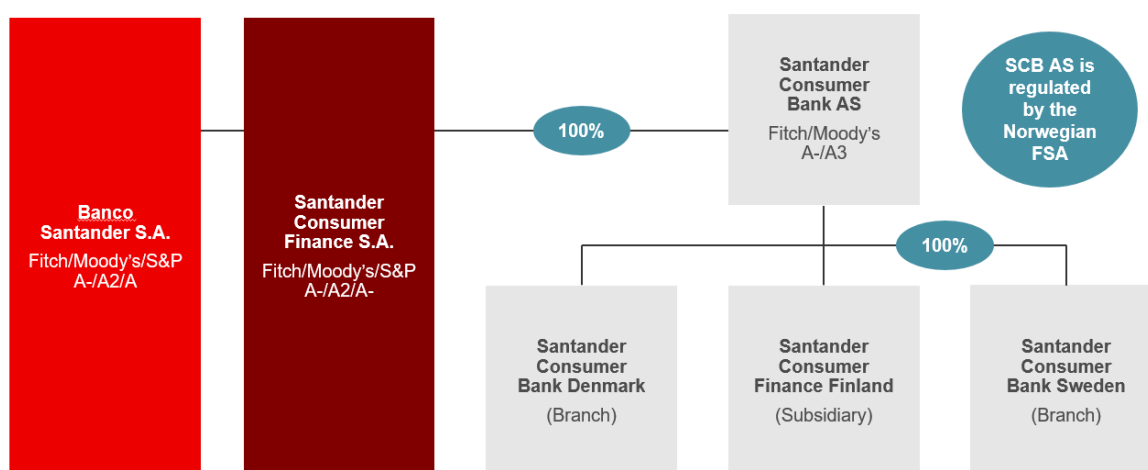 Banco
Santander S.A.
Fitch/Moody's/S&P
A-/A2/A
Santander
Consumer
Finance S.A.
Fitch/Moody's/S&P
A-/A2/A-
100%
Santander
Consumer
Bank AS
Fitch/Moody's
A-/A3
SCB AS is
regulated
by the
Norwegian
FSA
100%
Santander
Consumer
Bank Denmark
(Branch)
Santander
Consumer
Finance Finland
(Subsidiary)
Santander
Consumer
Bank Sweden
(Branch)